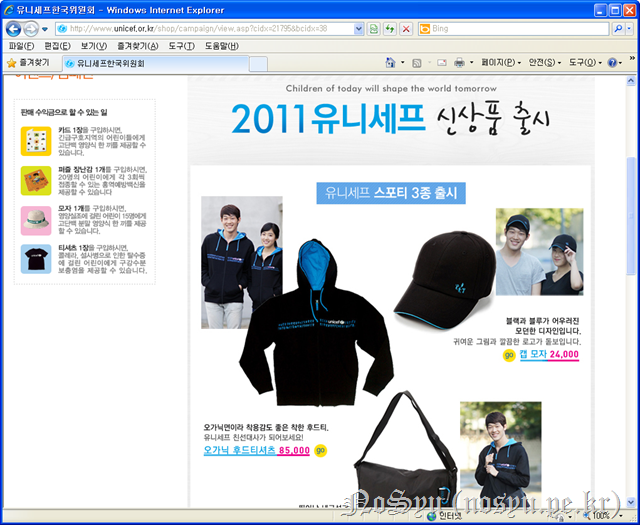 유니세프한국위원회 - Windows Internet Explorer
http://www.unicef.or.kr/shop/campaign/view.asp?cidx=21795&bcidx=38
Bing
파일(F) 편집(E) 보기(V) 즐겨찾기(A) 도구(T) 도움말(H)
즐겨찾기 유니세프한국위원회
페이지(P) 안전(S) 도구(O)
판매 수익금으로 할 수 있는 일
카드 1장을 구입하시면,
긴급구호지역의 어린이들에게
고단백 영양식 한 끼를 제공할 수
있습니다.
퍼즐 장난감 1개를 구입하시면,
20명의 어린이에게 각 3회씩
접종할 수 있는 홍역예방백신을
제공할 수 있습니다
모자 1개를 구입하시면,
영양실조에 걸린 어린이 15명에게
고단백 분말 영양식 한 끼를 제공
할 수 있습니다.
티셔츠 1장을 구입하시면,
콜레라, 설사병으로 인한 탈수증
에 걸린 어린이에게 구강수분
보충염을 제공할 수 있습니다.
Children of today will shape the world tomorrow
2011 유니세프 신상품 출시
유니세프 스포티 3종 출시
unicef
블랙과 블루가 어우러진
모던한 디자인입니다.
귀여운 그림과 깔끔한 로고가 돋보입니다.
go 캡 모자 24,000
오가닉면이라 착용감도 좋은 착한 후드티.
유니세프 친선대사가 되어보세요!
오가닉 후드티셔츠 85,000 go
NoSyu (nosyu.pe.kr)
인터넷
100%